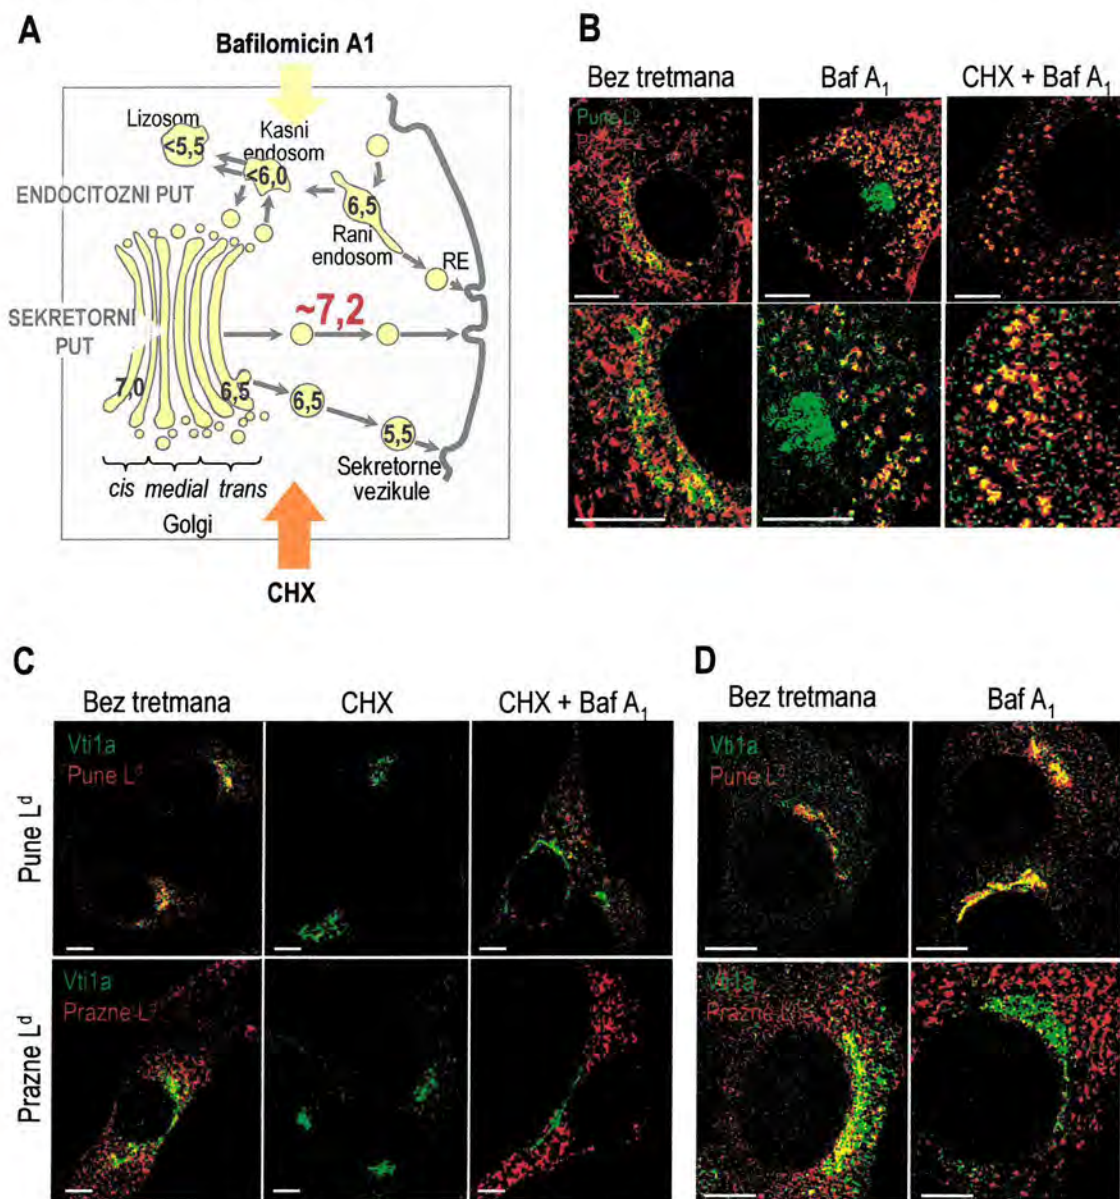 A
Bafilomicin A1
Lizosom
<5,5
Kasni
endosom
<6,0
ENDOCITOZNI PUT
6,5
Rani
endosom
RE
SEKRETORNI
PUT
~7,2
7,0
6,5
6,5
5,5
Sekretorne
vezikule
cis medial trans
Golgi
CHX
B
Bez tretmana
Baf A1
CHX + Baf A1
Pune Ld
C
Bez tretmana
CHX
CHX + Baf A1
Pune Ld
Vti1a
Pune Ld
Prazne Ld
Vti1a
Prazne Ld
D
Bez tretmana
Baf A1
Vti1a
Pune Ld
Vti1a
Prazne Ld